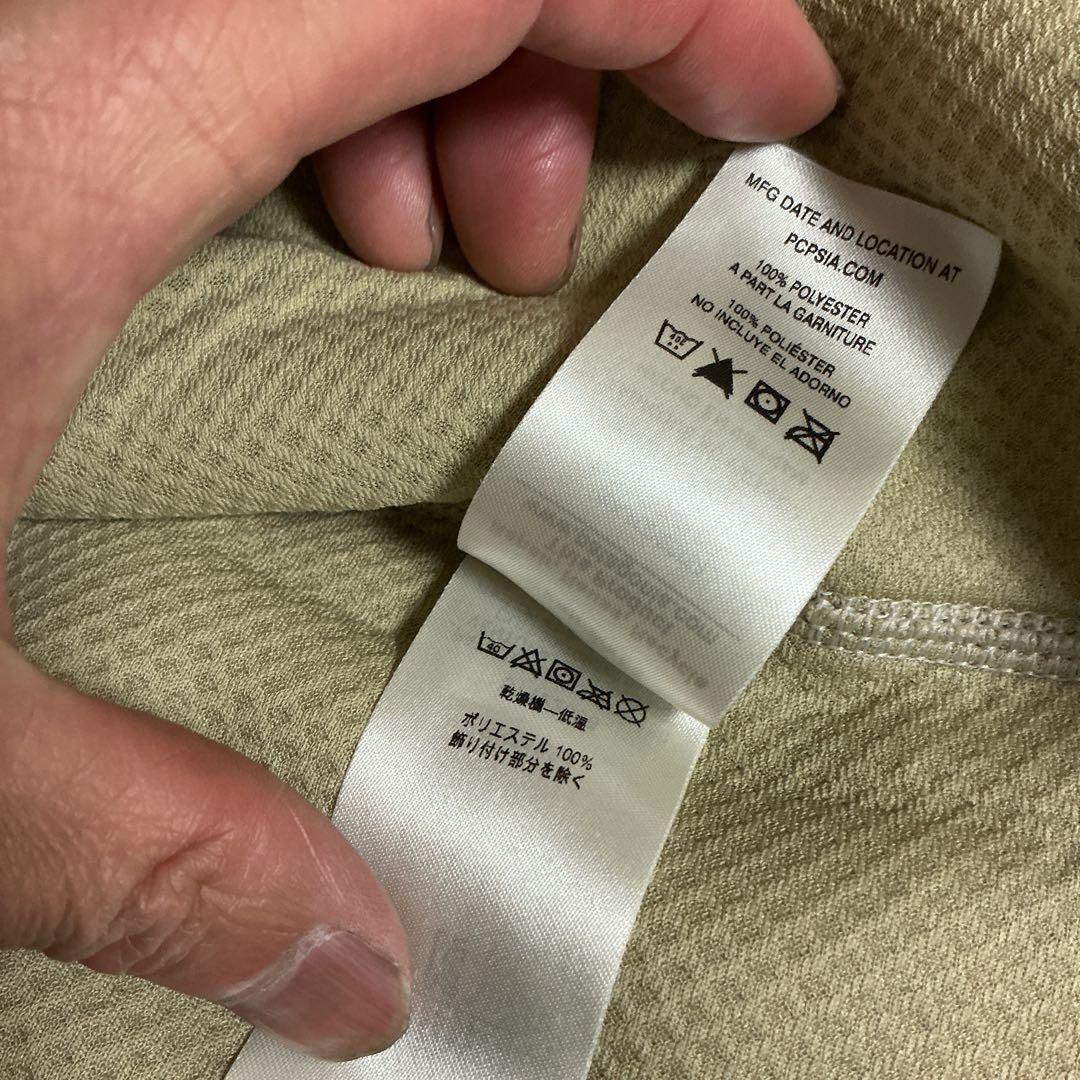 MFG DATE AND LOCATION AT
PCPSIA.COM
100% POLYESTER
A PART LA GARNITURE
100% POLIÉSTER
NO INCLUYE EL ADORNO
40
乾燥機—低温
ポリエステル 100%
飾り付け部分を除く